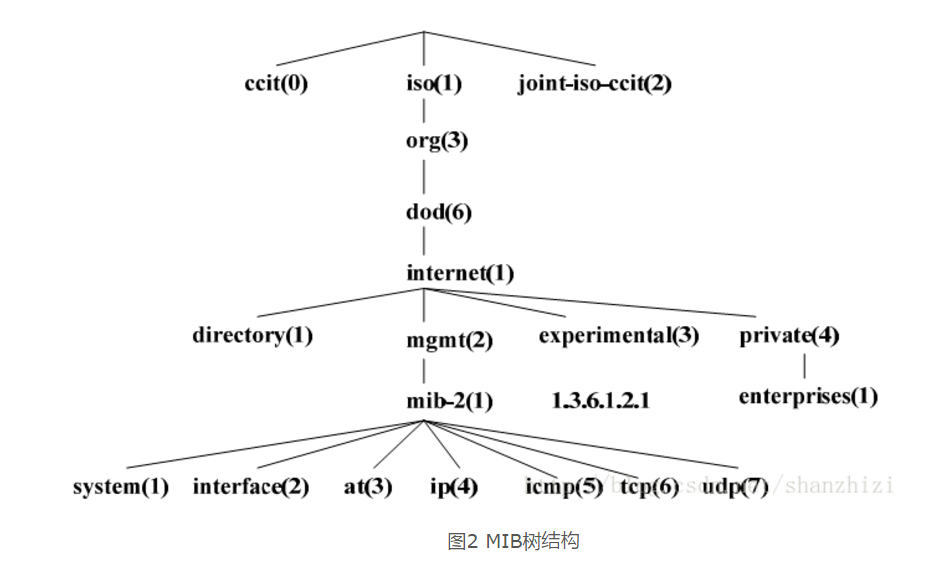 ccit(0) iso(1) joint-iso-ccit(2)
org(3)
dod(6)
internet(1)
directory(1) mgmt(2) experimental(3) private(4)
mib-2(1) 1.3.6.1.2.1 enterprises(1)
system(1) interface(2) at(3) ip(4) icmp(5) tcp(6) udp(7)
/shanzhizi
图2 MIB树结构